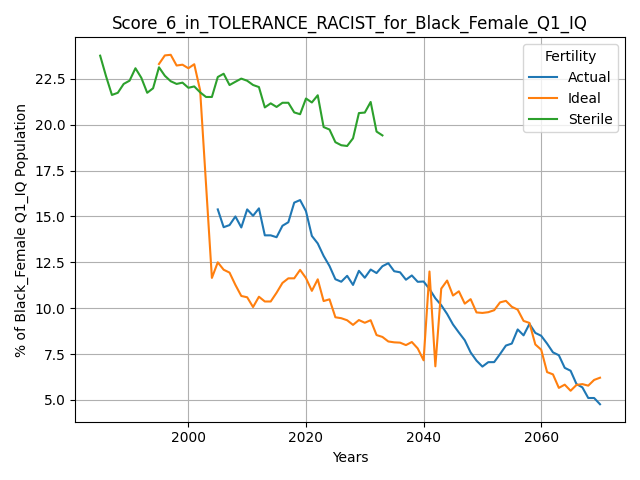 Score_6_in_TOLERANCE_RACIST_for_Black_Female_Q1_IQ
Fertility
Actual
Ideal
Sterile
% of Black_Female Q1_IQ Population
22.5
20.0
17.5
15.0
12.5
10.0
7.5
5.0
2000
2020
2040
2060
Years